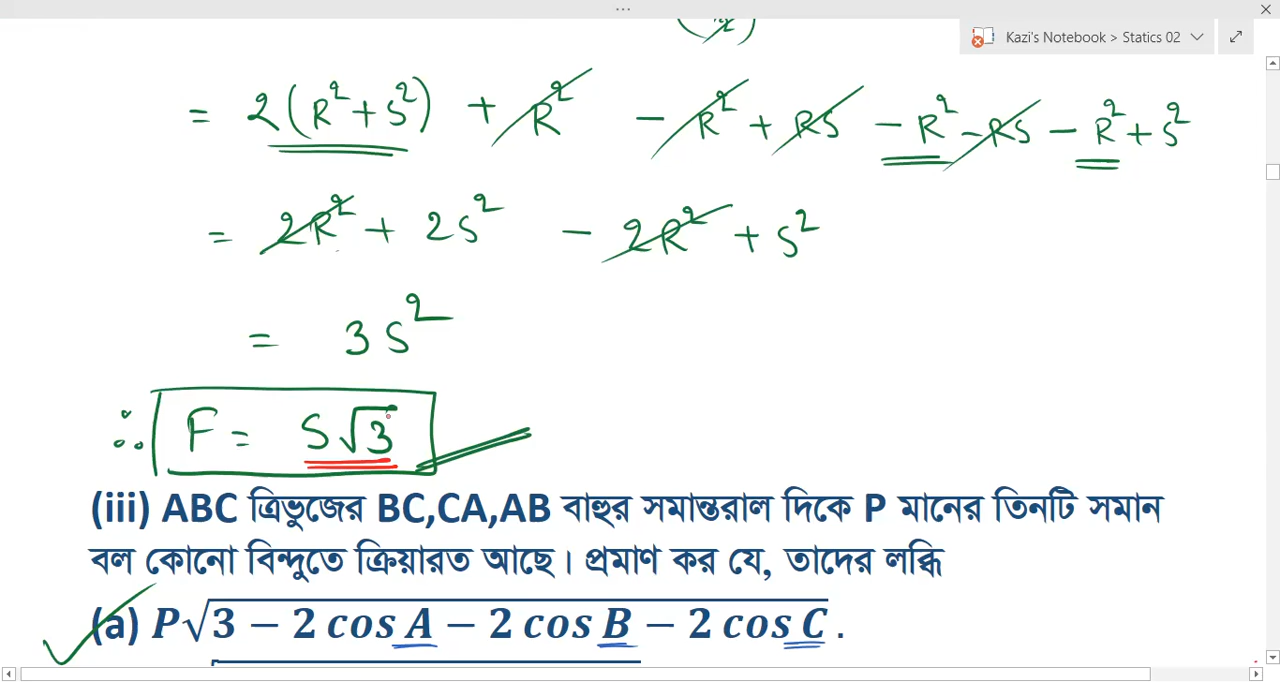 ...
Kazi's Notebook > Statics 02
= 2(R² + S²) + R² - R² + RS - R² - RS - R² + S²
= 2R² + 2S² - 2R² + S²
= 3S²
∴ F = S√3
(iii) ABC ত্রিভুজের BC,CA,AB বাহুর সমান্তরাল দিকে P মানের তিনটি সমান
বল কোনো বিন্দুতে ক্রিয়ারত আছে। প্রমাণ কর যে, তাদের লব্ধি
(a) P√3 − 2 cos A − 2 cos B − 2 cos C .